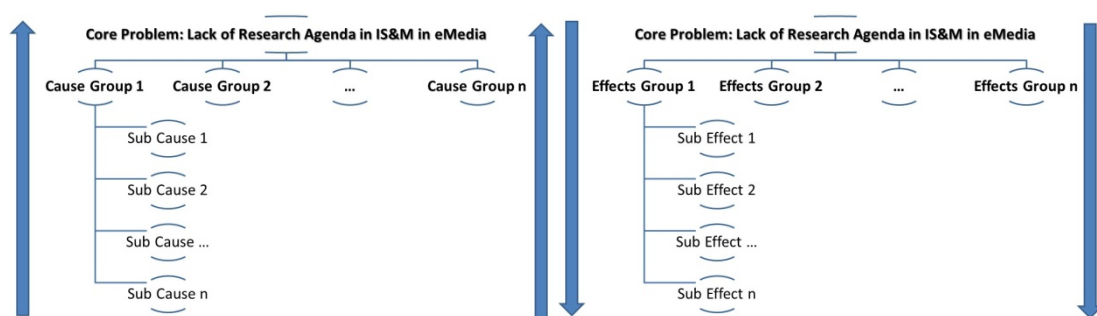 Core Problem: Lack of Research Agenda in IS&M in eMedia
Cause Group 1 Cause Group 2 ... Cause Group n
Sub Cause 1
Sub Cause 2
Sub Cause ...
Sub Cause n
Core Problem: Lack of Research Agenda in IS&M in eMedia
Effects Group 1 Effects Group 2 ... Effects Group n
Sub Effect 1
Sub Effect 2
Sub Effect ...
Sub Effect n